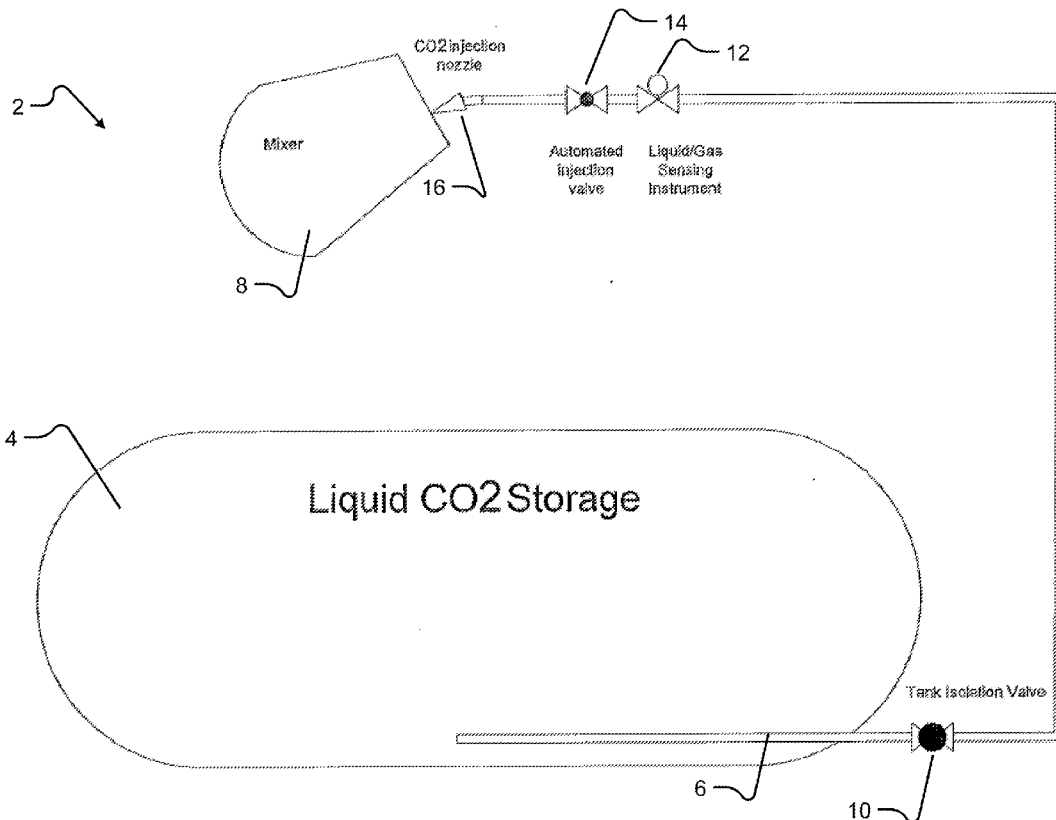 14
CO2 injection
nozzle
12
2
Mixer
Automated
injection
valve
Liquid/Gas
Sensing
Instrument
16
8
4
Liquid CO2 Storage
Tank Isolation Valve
6
10